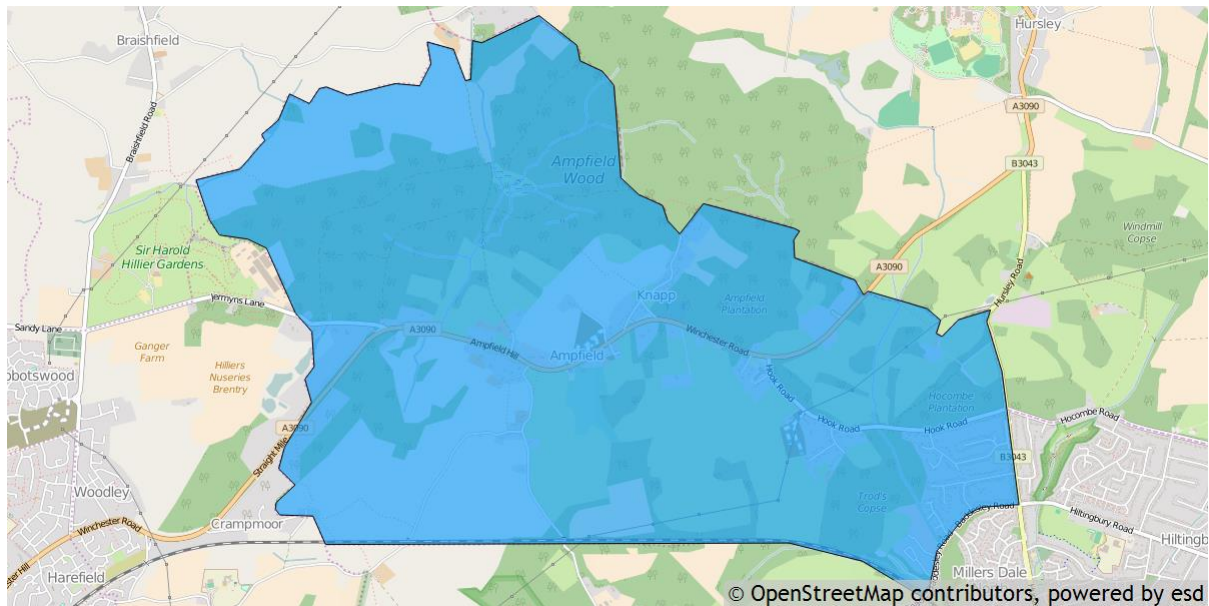 Braishfield
Hursley
A3090
Braishfield Road
B3043
Ampfield
Wood
Windmill
Copse
Sir Harold
Hillier Gardens
A3090
Hursley Road
Knapp
Ampfield
Plantation
Jermyns Lane
Sandy Lane
A3090
Winchester Road
Ganger
Farm
Ampfield Hill
Ampfield
Hilliers
Nurseries
Brentry
Hook Road
Hocombe
Plantation
Hocombe Road
A3090
Hook Road
Hook Road
Straight Mile
B3043
Woodley
Trod's
Copse
Winchester Road
Crampmoor
Baddesley Road
Hiltingbury Road
Harefield
Millers Dale
© OpenStreetMap contributors, powered by esd